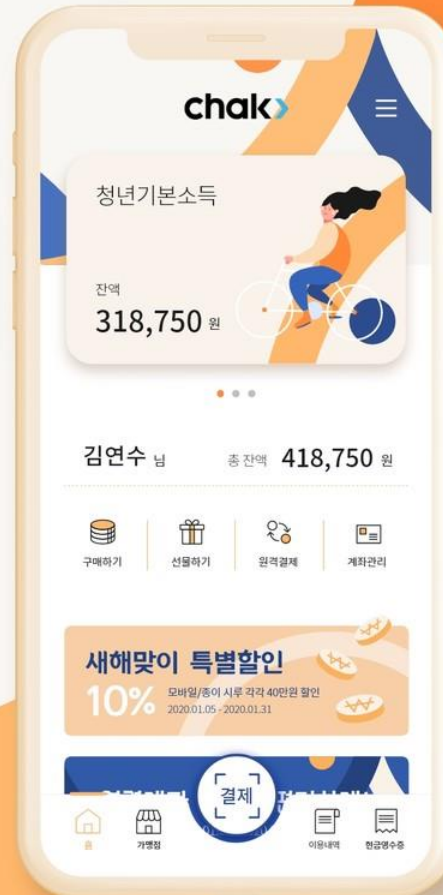 chak
청년기본소득
잔액
318,750 원
김연수 님 총 잔액 418,750 원
구매하기 선물하기 원격결제 계좌관리
새해맞이 특별할인
10% 모바일/종이 시루 각각 40만원 할인
2020.01.05 - 2020.01.31
결제
홈 가맹점 이용내역 현금영수증